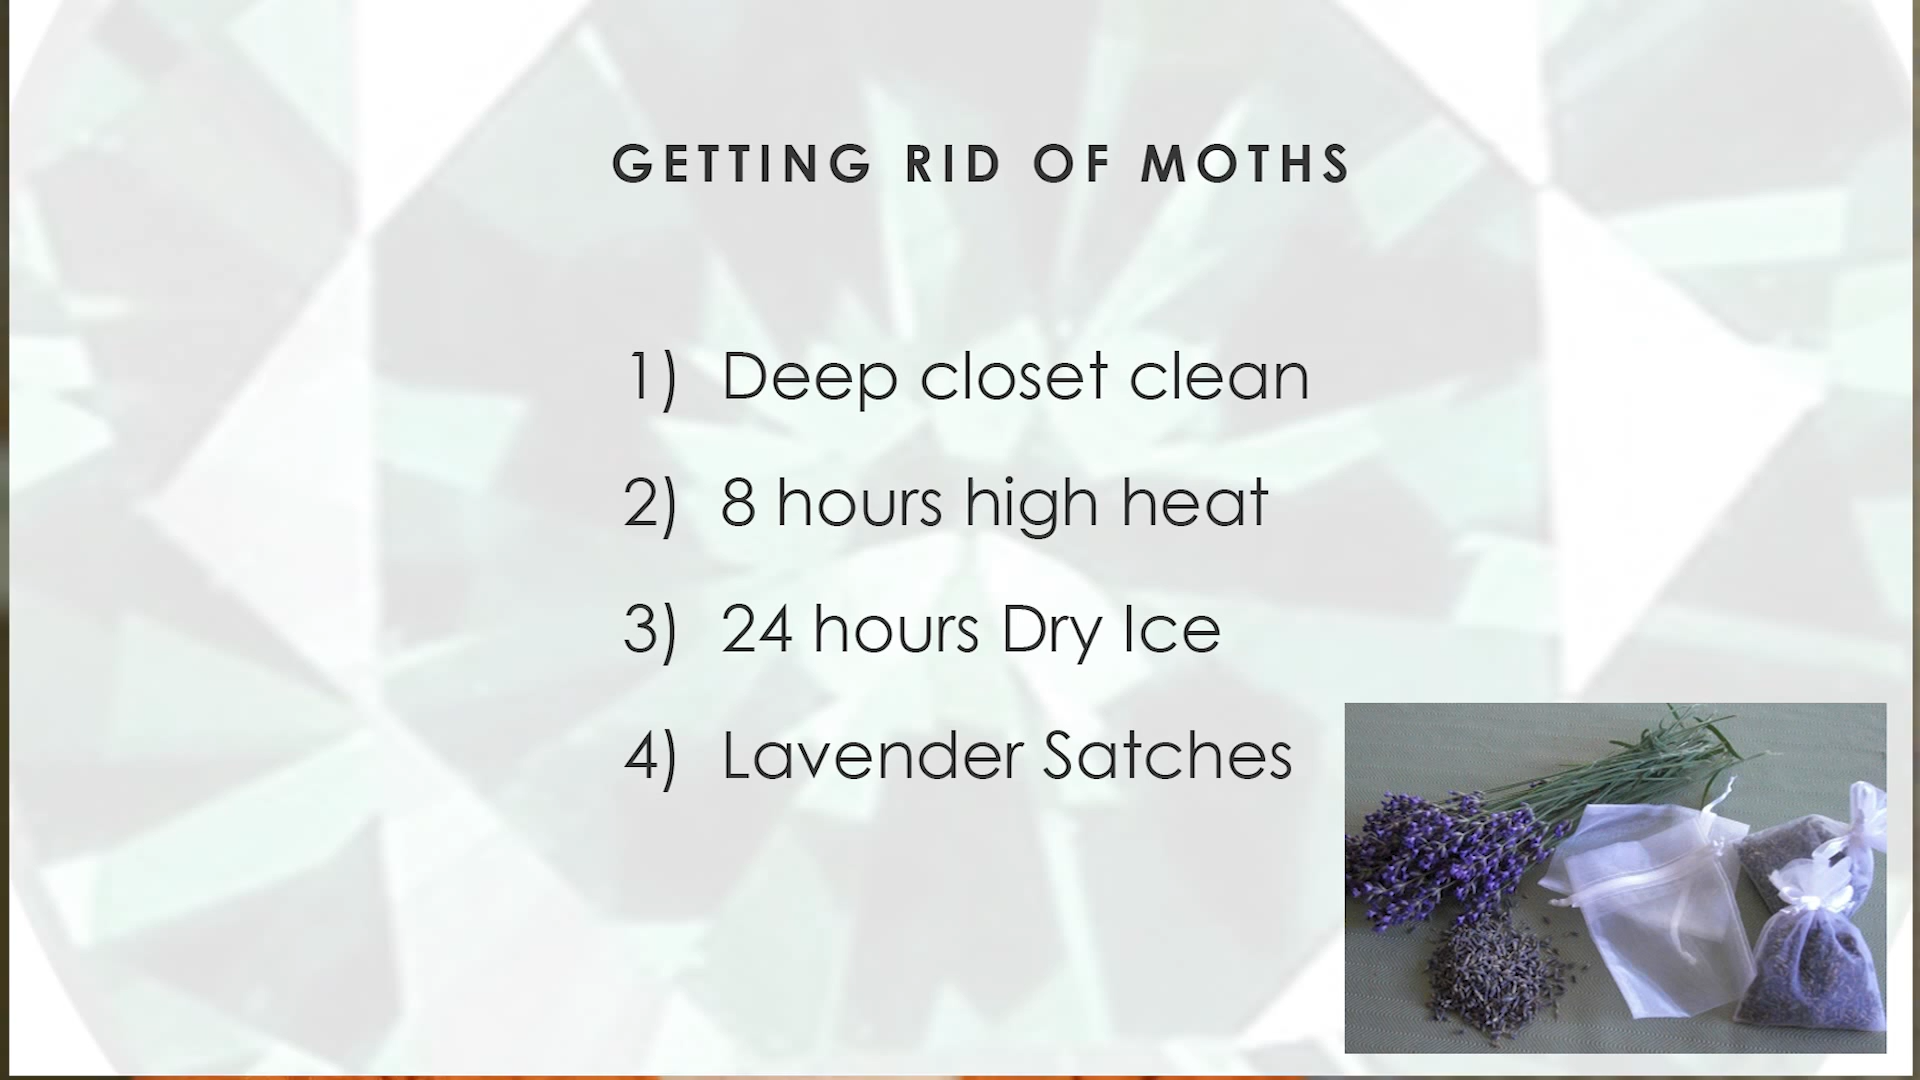 GETTING RID OF MOTHS
1) Deep closet clean
2) 8 hours high heat
3) 24 hours Dry Ice
4) Lavender Satches